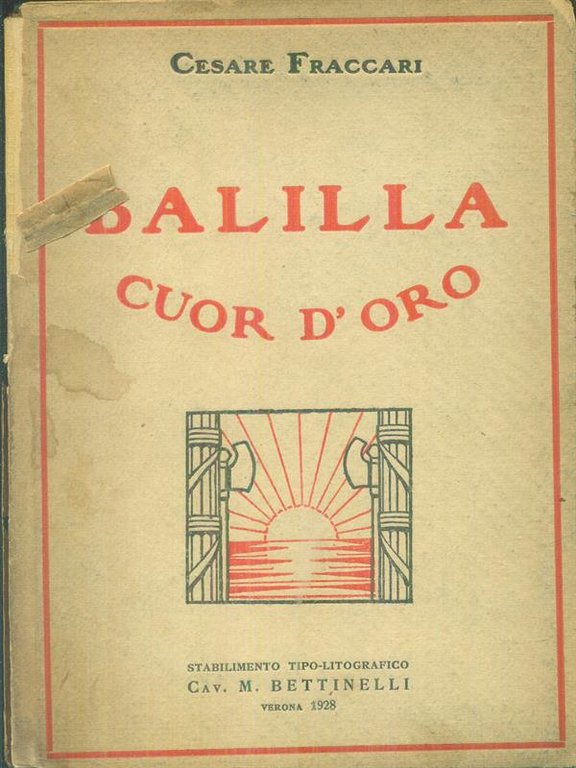 CESARE FRACCARI
BALILLA
CUOR D'ORO
STABILIMENTO TIPO-LITOGRAFICO
CAV. M. BETTINELLI
VERONA 1928